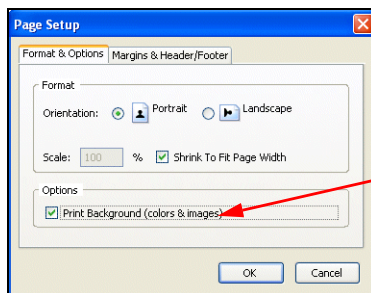 Page Setup
Format & Options Margins & Header/Footer
Format
Orientation: Portrait Landscape
Scale: 100 % Shrink To Fit Page Width
Options
Print Background (colors & images)
OK Cancel